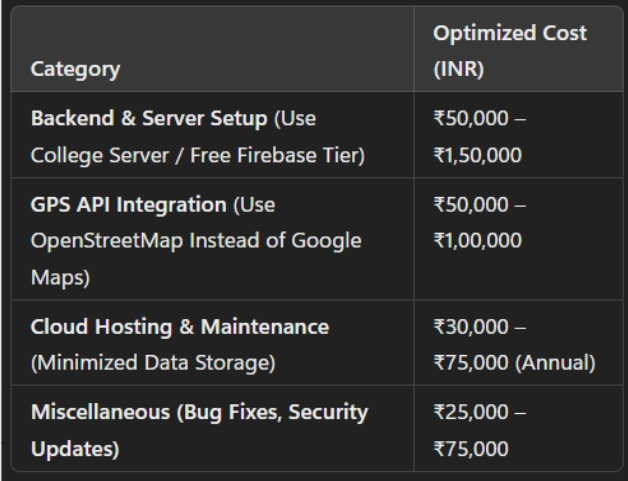 Category
Optimized Cost
(INR)
Backend & Server Setup (Use
College Server / Free Firebase Tier)
₹50,000 –
₹1,50,000
GPS API Integration (Use
OpenStreetMap Instead of Google
Maps)
₹50,000 –
₹1,00,000
Cloud Hosting & Maintenance
(Minimized Data Storage)
₹30,000 –
₹75,000 (Annual)
Miscellaneous (Bug Fixes, Security
Updates)
₹25,000 –
₹75,000